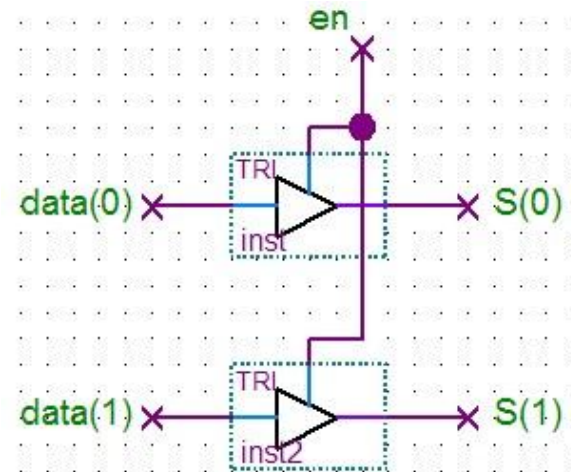 en
TRI
data(0) S(0)
inst
TRI
data(1) S(1)
inst2